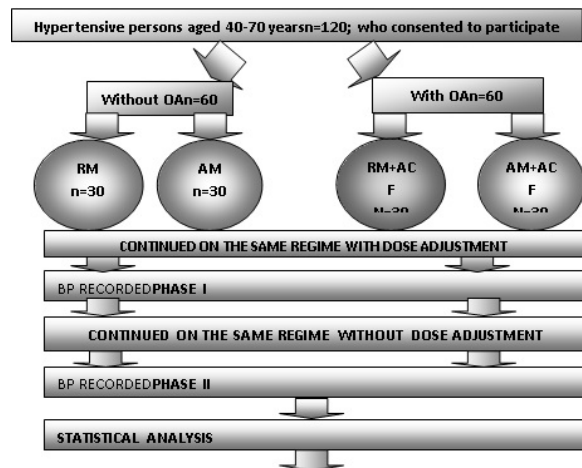 Hypertensive persons aged 40-70 yearsn=120; who consented to participate
Without OAn=60
With OAn=60
RM
n=30
AM
n=30
RM+AC
F
N=30
AM+AC
F
N=30
CONTINUED ON THE SAME REGIME WITH DOSE ADJUSTMENT
BP RECORDEDPHASE I
CONTINUED ON THE SAME REGIME WITHOUT DOSE ADJUSTMENT
BP RECORDEDPHASE II
STATISTICAL ANALYSIS